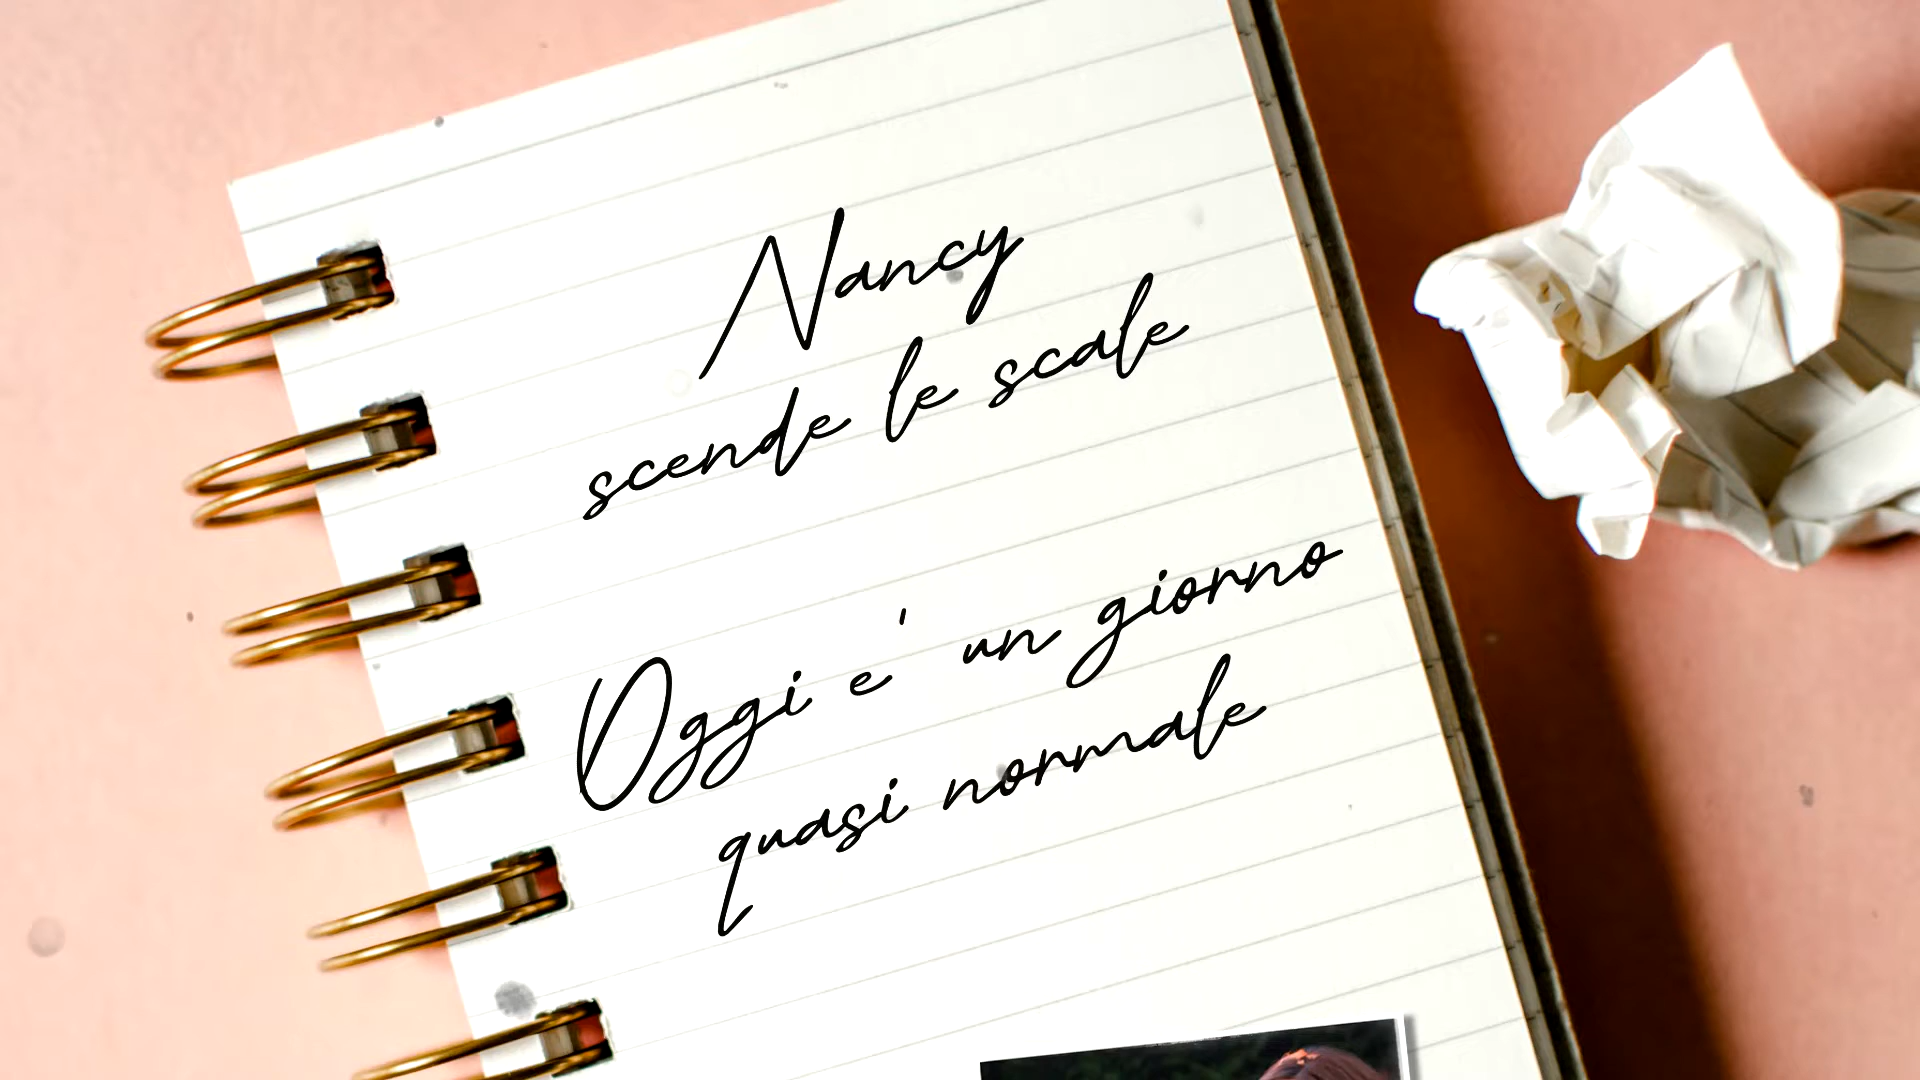 Nancy
scende le scale
Oggi e' un giorno
quasi normale